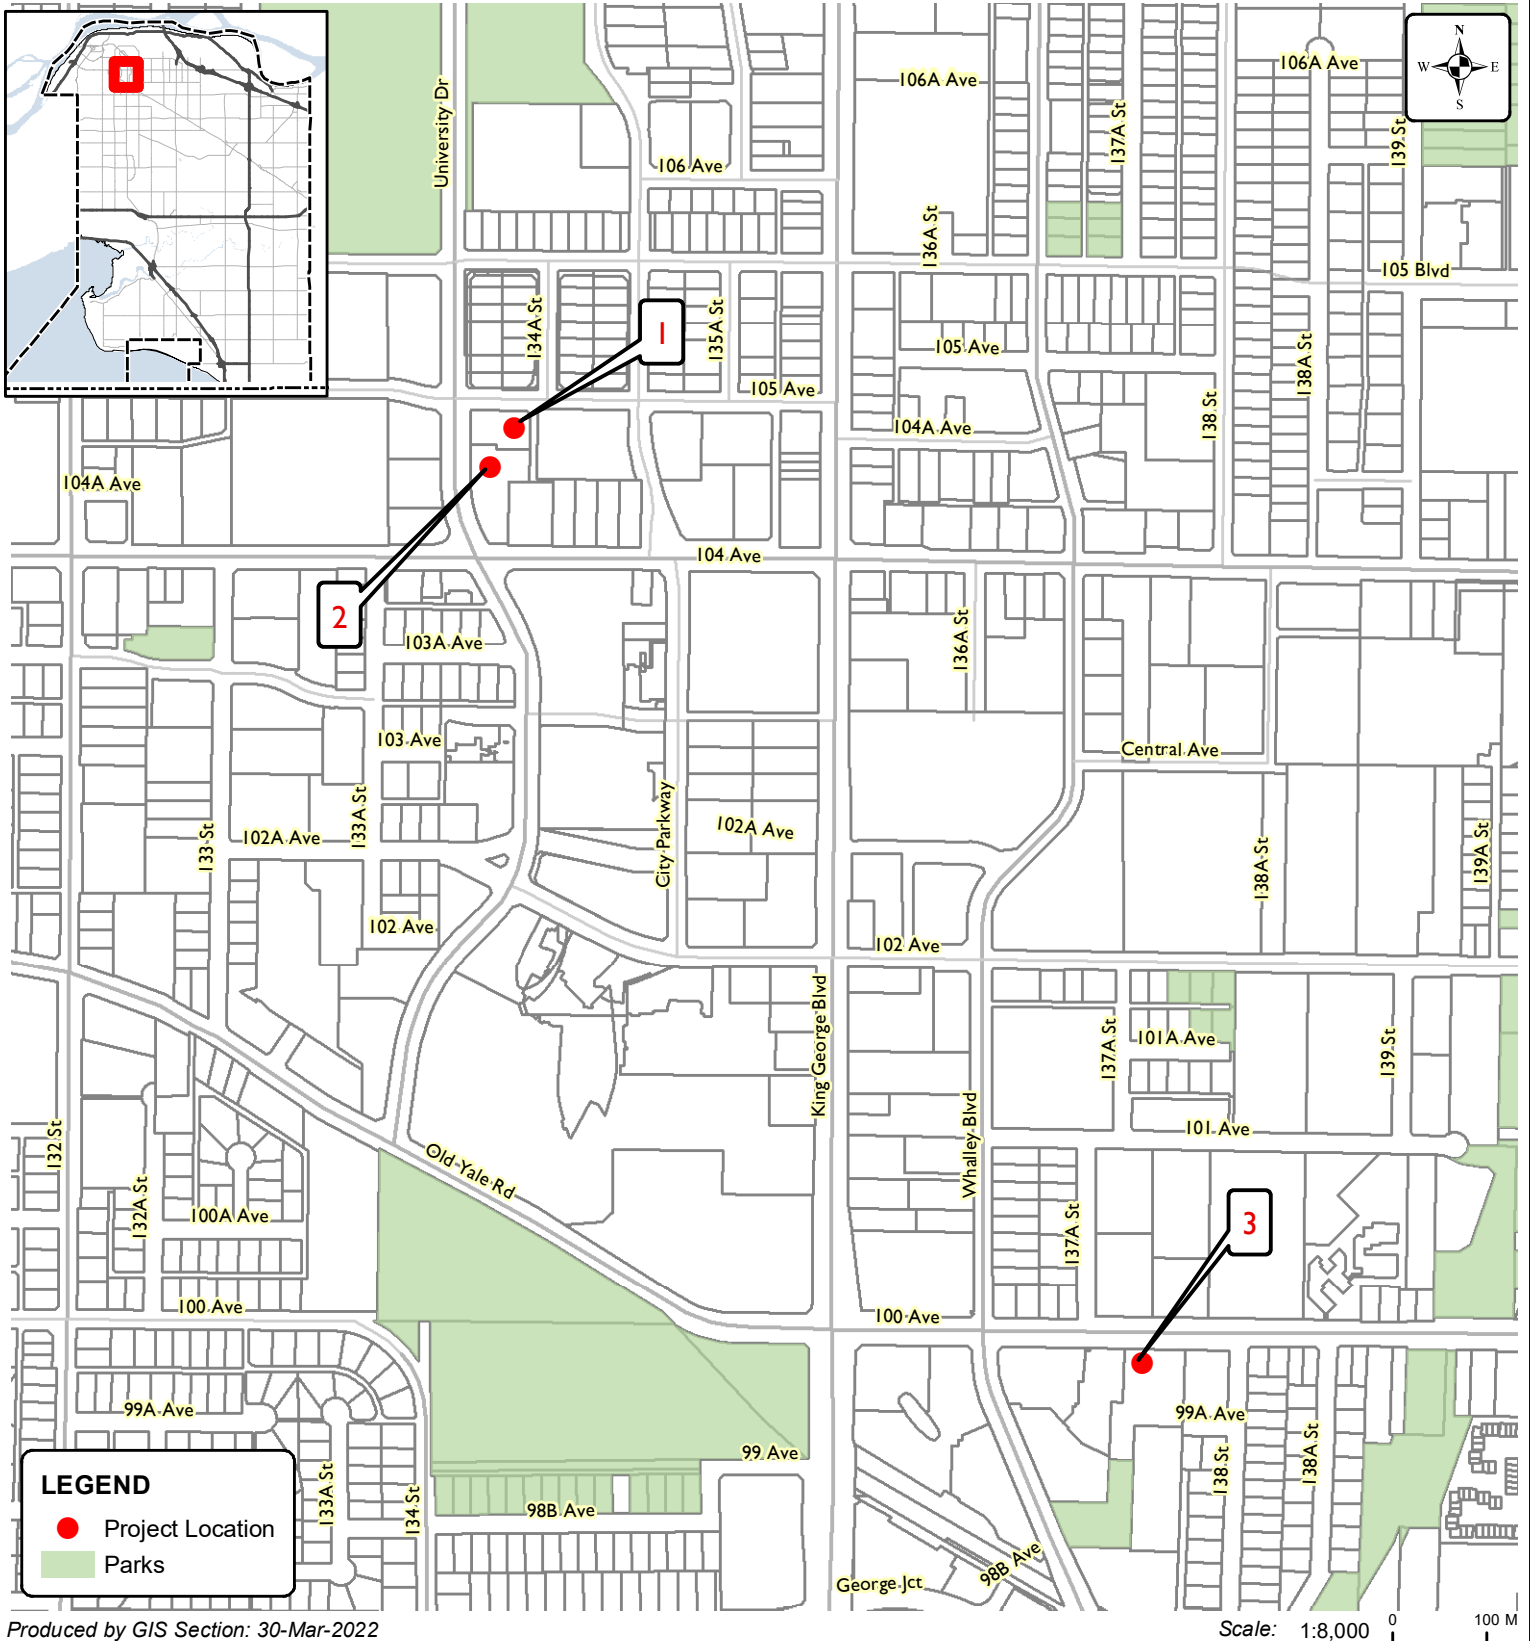 N
W E
S
University Dr
106A Ave
106A Ave
137A St
139 St
106 Ave
136A St
105 Blvd
134A St
1
135A St
105 Ave
138A St
105 Ave
138 St
104A Ave
104A Ave
104 Ave
2
103A Ave
136A St
103 Ave
Central Ave
133A St
City Parkway
133 St
102A Ave
102A Ave
138A St
139A St
102 Ave
102 Ave
King George Blvd
137A St
101A Ave
139 St
132 St
Whalley Blvd
101 Ave
Old Yale Rd
132A St
100A Ave
137A St
3
100 Ave
100 Ave
99A Ave
99A Ave
99 Ave
138 St
138A St
LEGEND
Project Location
Parks
133A St
134 St
98B Ave
98B Ave
George Jct
Produced by GIS Section: 30-Mar-2022
Scale: 1:8,000
0 100 M